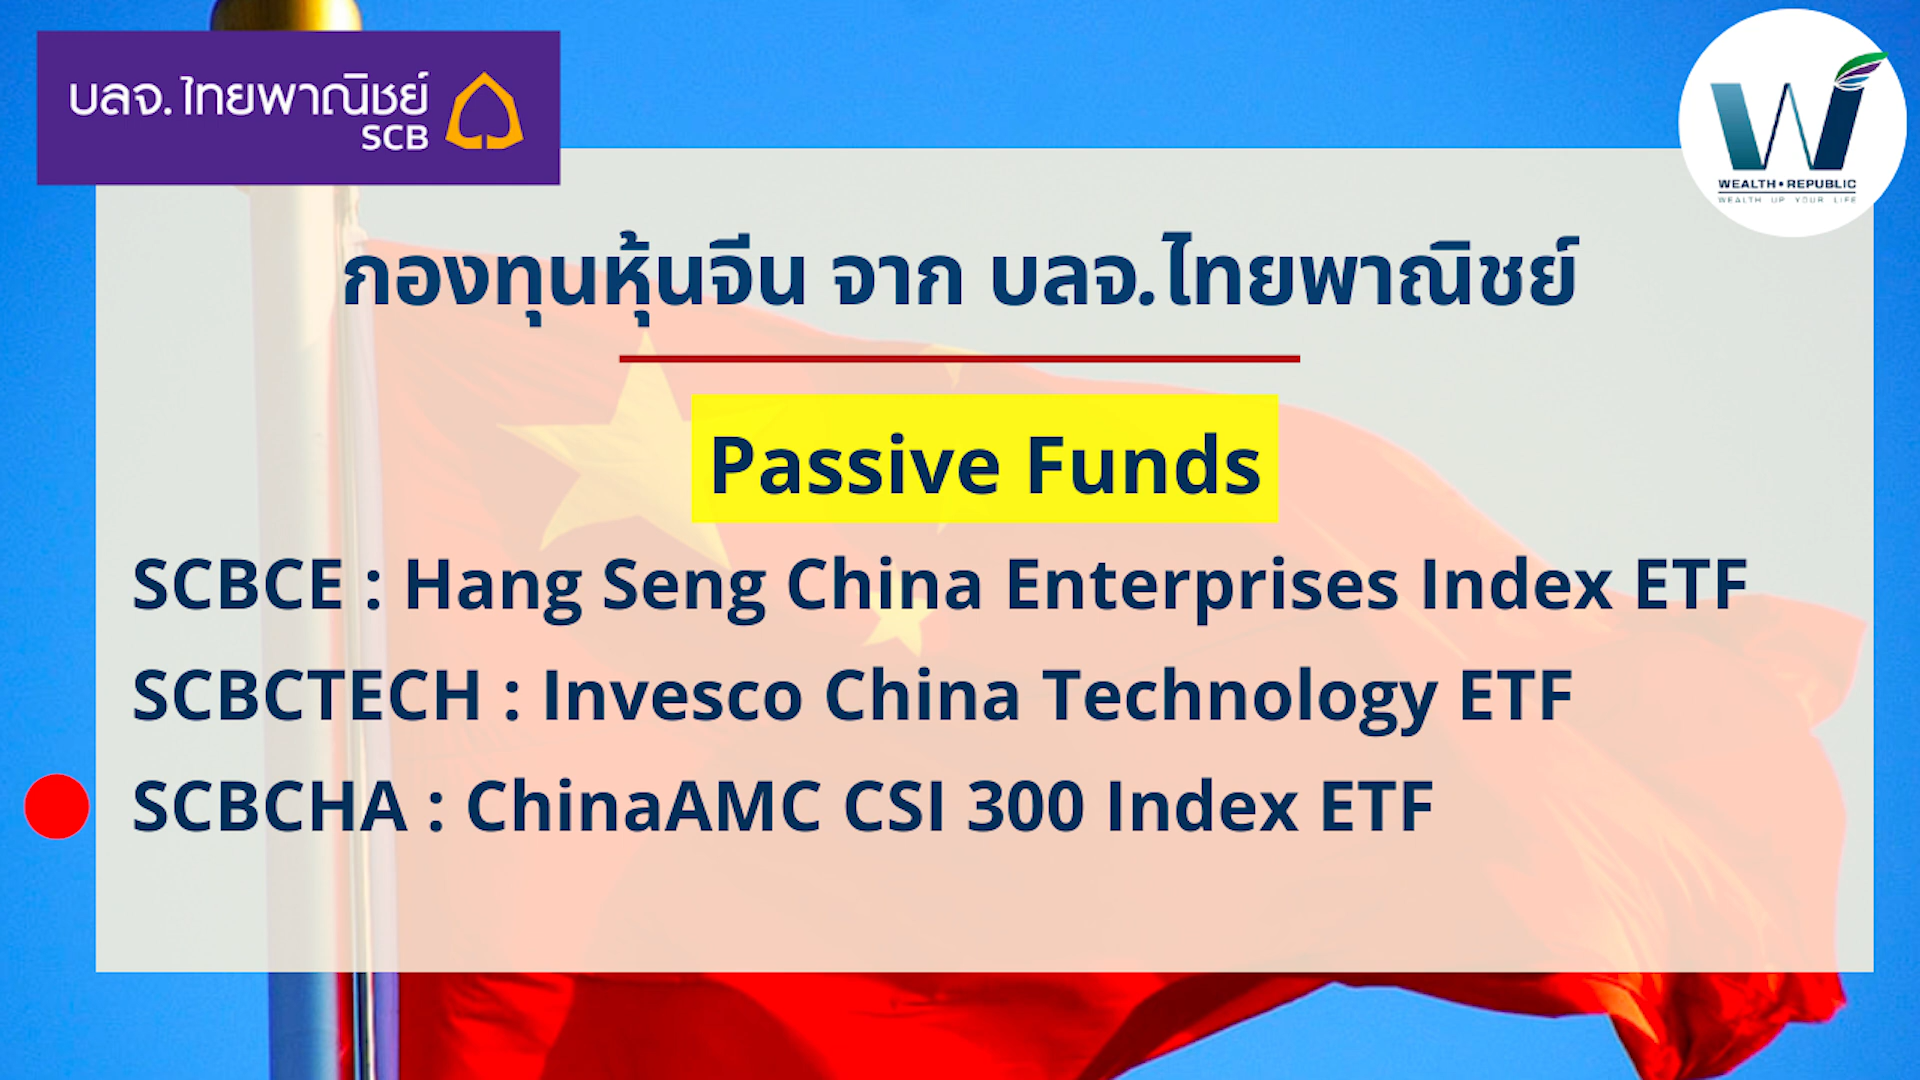 บลจ.ไทยพาณิชย์
SCB
WEALTH•REPUBLIC
WEALTH UP YOUR LIFE
กองทุนหุ้นจีน จาก บลจ.ไทยพาณิชย์
Passive Funds
SCBCE : Hang Seng China Enterprises Index ETF
SCBCTECH : Invesco China Technology ETF
SCBCHA : ChinaAMC CSI 300 Index ETF